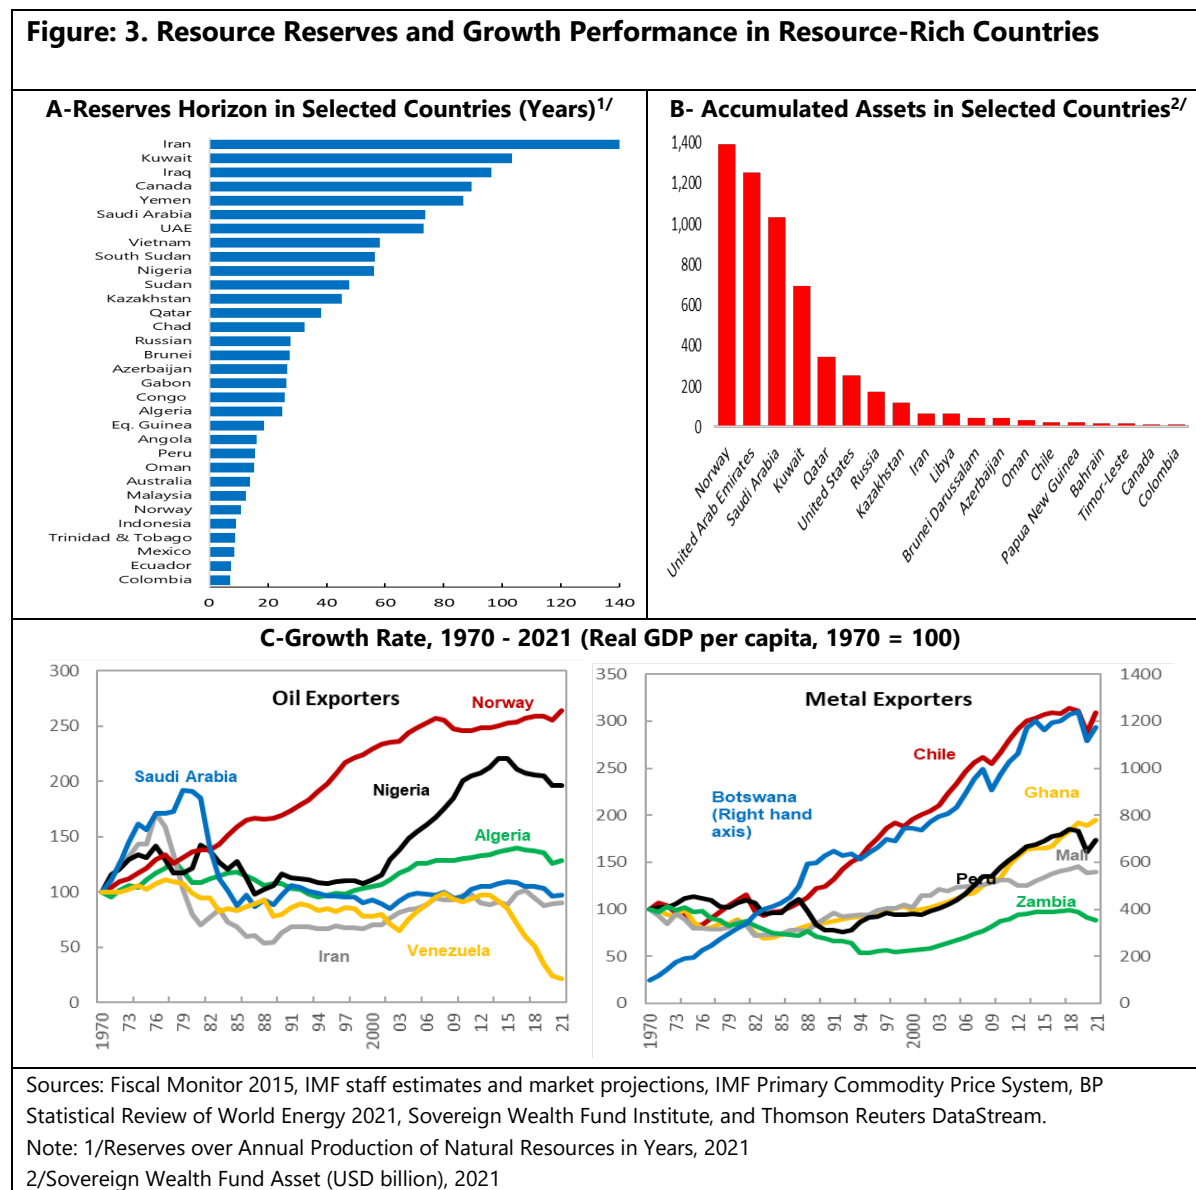 Figure: 3. Resource Reserves and Growth Performance in Resource-Rich Countries
A-Reserves Horizon in Selected Countries (Years)1/
Iran
Kuwait
Iraq
Canada
Yemen
Saudi Arabia
UAE
Vietnam
South Sudan
Nigeria
Sudan
Kazakhstan
Qatar
Chad
Russian
Brunei
Azerbaijan
Gabon
Congo
Algeria
Eq. Guinea
Angola
Peru
Oman
Australia
Malaysia
Norway
Indonesia
Trinidad & Tobago
Mexico
Ecuador
Colombia
0 20 40 60 80 100 120 140
B- Accumulated Assets in Selected Countries2/
1,400
1,200
1,000
800
600
400
200
0
Norway
United Arab Emirates
Saudi Arabia
Kuwait
Qatar
United States
Russia
Kazakhstan
Iran
Libya
Brunei Darussalam
Azerbaijan
Oman
Chile
Papua New Guinea
Bahrain
Timor-Leste
Canada
Colombia
C-Growth Rate, 1970 - 2021 (Real GDP per capita, 1970 = 100)
300
250
200
150
100
50
0
Oil Exporters
Norway
Saudi Arabia
Nigeria
Algeria
Iran
Venezuela
1970 73 76 79 82 85 88 91 94 97 2000 03 06 09 12 15 18 21
350
300
250
200
150
100
50
0
Metal Exporters
Chile
Botswana
(Right hand
axis)
Ghana
Mali
Peru
Zambia
1400
1200
1000
800
600
400
200
0
1970 73 76 79 82 85 88 91 94 97 2000 03 06 09 12 15 18 21
Sources: Fiscal Monitor 2015, IMF staff estimates and market projections, IMF Primary Commodity Price System, BP
Statistical Review of World Energy 2021, Sovereign Wealth Fund Institute, and Thomson Reuters DataStream.
Note: 1/Reserves over Annual Production of Natural Resources in Years, 2021
2/Sovereign Wealth Fund Asset (USD billion), 2021